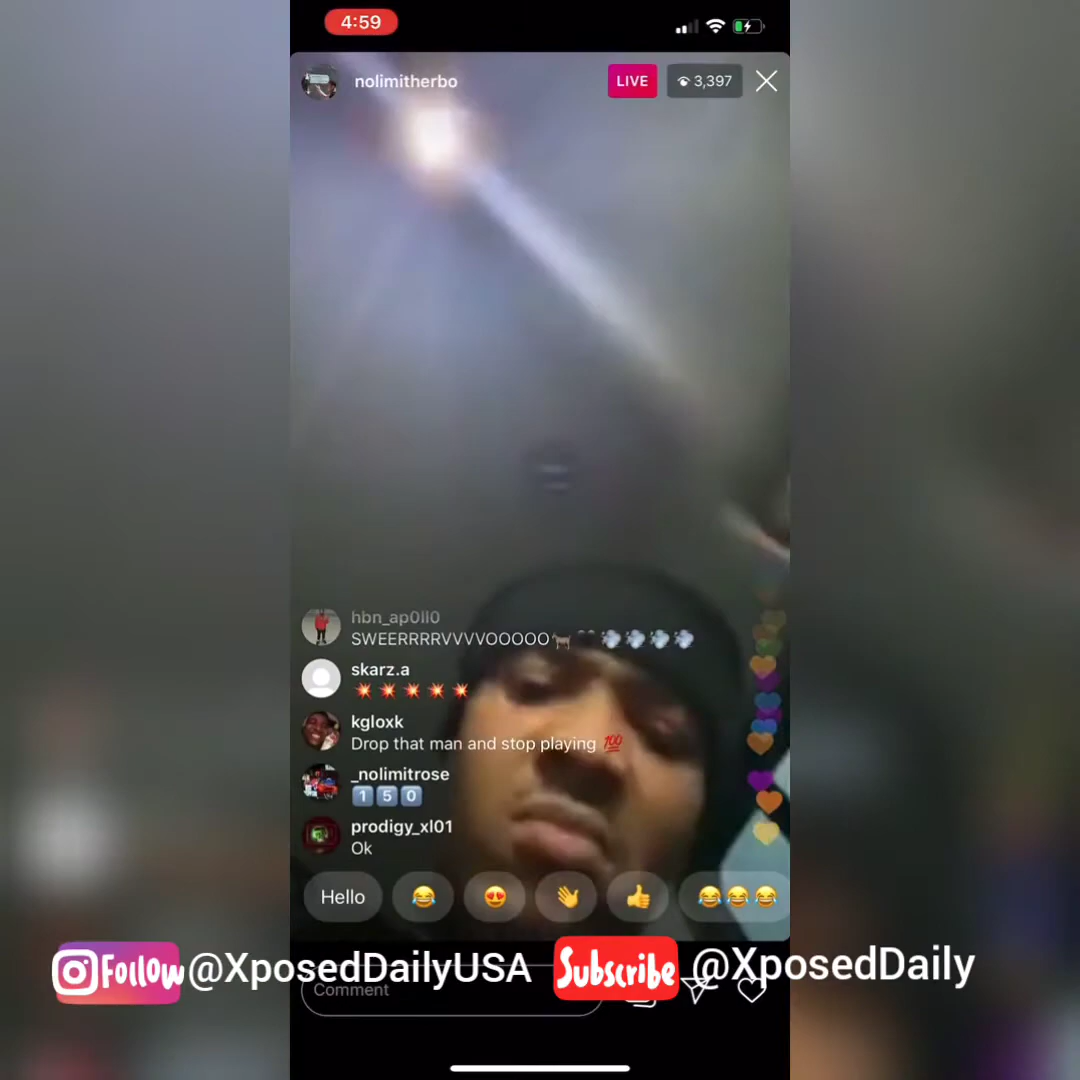 4:59
nolimitherbo
LIVE
3,397
hbn_ap0ll0
SWEERRRRVVVVOOOOO
skarz.a
kgloxk
Drop that man and stop playing 💯
_nolimitrose
1️⃣5️⃣0️⃣
prodigy_xl01
Ok
Hello
Follow @XposedDailyUSA Subscribe @XposedDaily
Comment